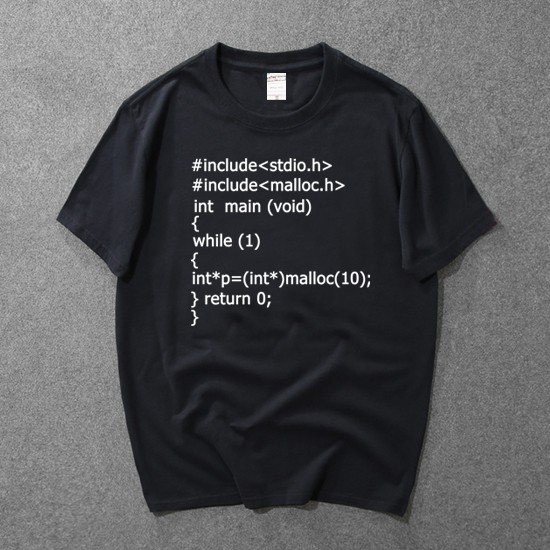 #include<stdio.h>
#include<malloc.h>
int  main (void)
{
while (1)
{
int*p=(int*)malloc(10);
} return 0;
}